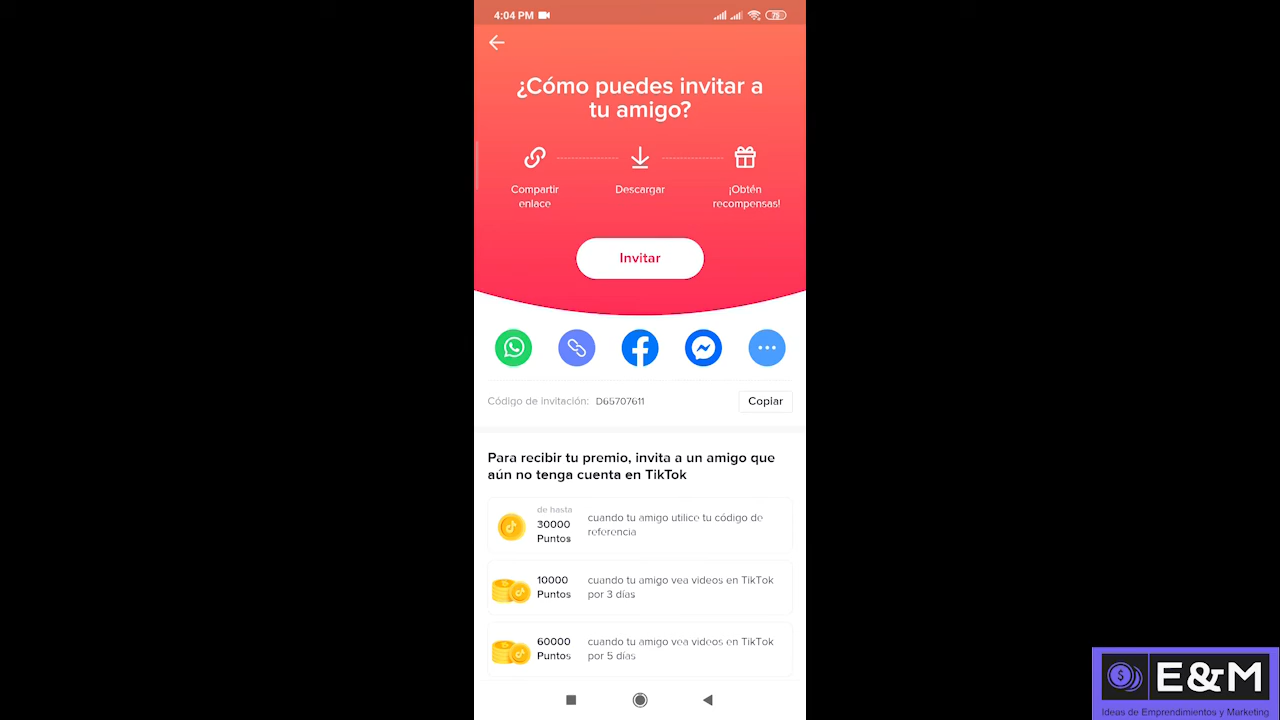 4:04 PM
78
¿Cómo puedes invitar a
tu amigo?
Compartir
enlace
Descargar
¡Obtén
recompensas!
Invitar
Código de invitación: D65707611
Copiar
Para recibir tu premio, invita a un amigo que
aún no tenga cuenta en TikTok
de hasta
30000
Puntos
cuando tu amigo utilice tu código de
referencia
10000
Puntos
cuando tu amigo vea videos en TikTok
por 3 días
60000
Puntos
cuando tu amigo vea videos en TikTok
por 5 días
E&M
Ideas de Emprendimientos y Marketing